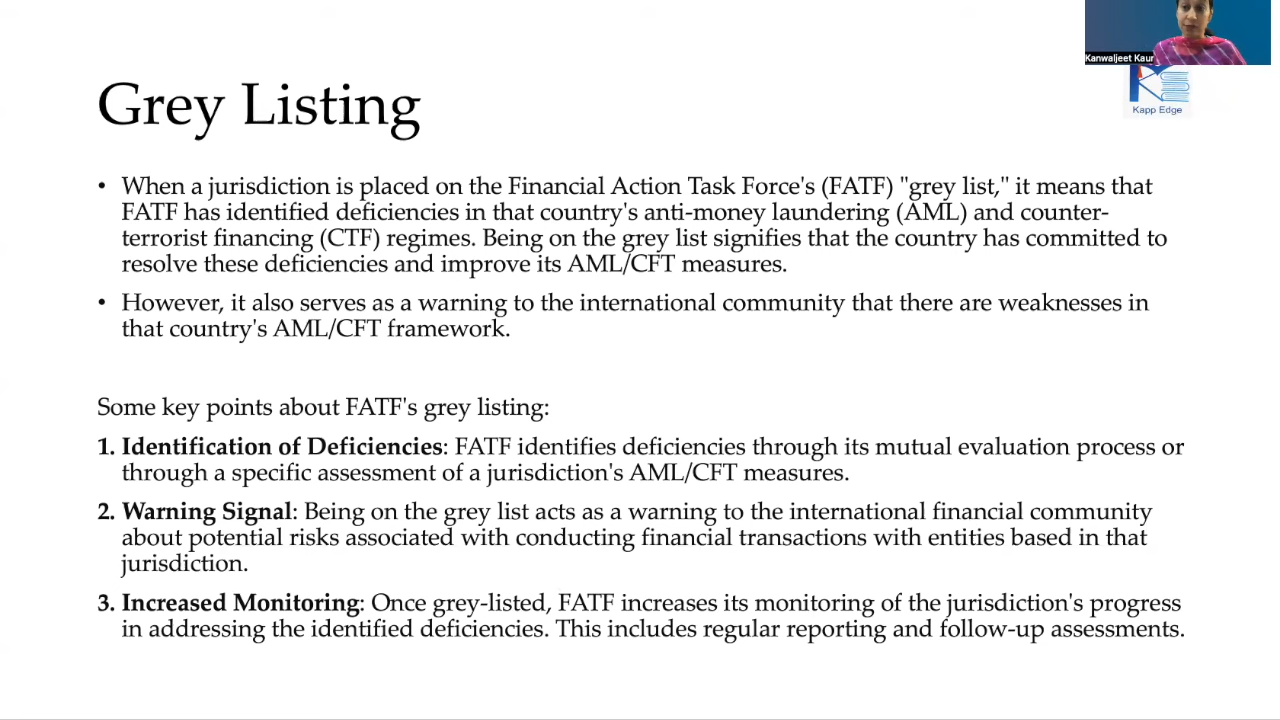 Kanwaljeet Kaur
Kapp Edge
Grey Listing
• When a jurisdiction is placed on the Financial Action Task Force's (FATF) "grey list," it means that
FATF has identified deficiencies in that country's anti-money laundering (AML) and counter-
terrorist financing (CTF) regimes. Being on the grey list signifies that the country has committed to
resolve these deficiencies and improve its AML/CFT measures.
• However, it also serves as a warning to the international community that there are weaknesses in
that country's AML/CFT framework.
Some key points about FATF's grey listing:
1. Identification of Deficiencies: FATF identifies deficiencies through its mutual evaluation process or
through a specific assessment of a jurisdiction's AML/CFT measures.
2. Warning Signal: Being on the grey list acts as a warning to the international financial community
about potential risks associated with conducting financial transactions with entities based in that
jurisdiction.
3. Increased Monitoring: Once grey-listed, FATF increases its monitoring of the jurisdiction's progress
in addressing the identified deficiencies. This includes regular reporting and follow-up assessments.